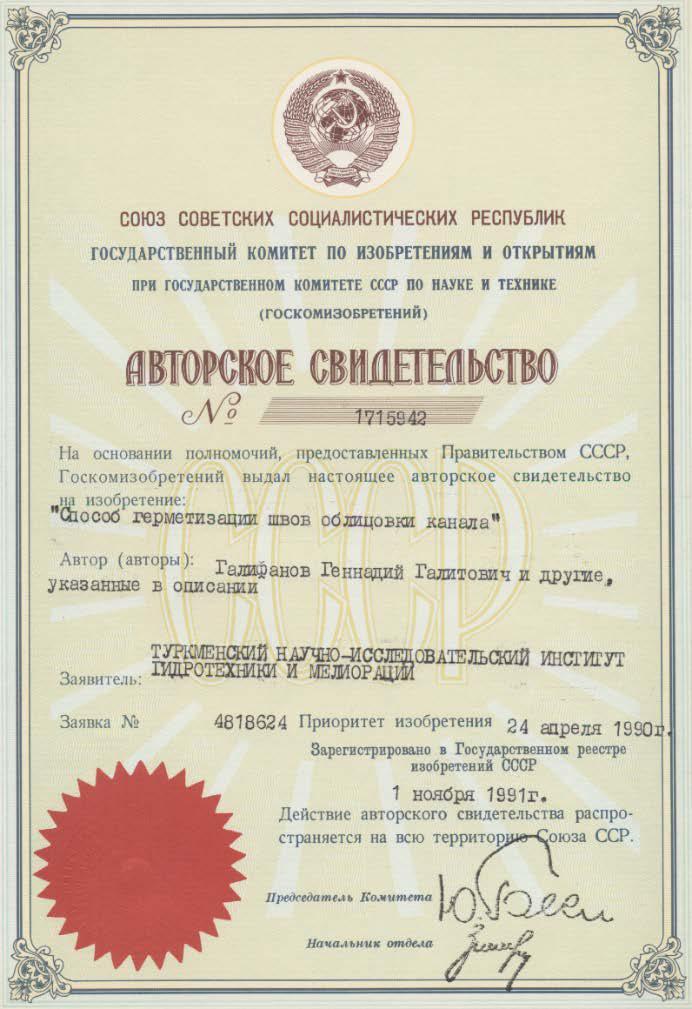 СОЮЗ СОВЕТСКИХ СОЦИАЛИСТИЧЕСКИХ РЕСПУБЛИК
ГОСУДАРСТВЕННЫЙ КОМИТЕТ ПО ИЗОБРЕТЕНИЯМ И ОТКРЫТИЯМ
ПРИ ГОСУДАРСТВЕННОМ КОМИТЕТЕ СССР ПО НАУКЕ И ТЕХНИКЕ
(ГОСКОМИЗОБРЕТЕНИЙ)
АВТОРСКОЕ СВИДЕТЕЛЬСТВО
№ 1715942
На основании полномочий, предоставленных Правительством СССР,
Госкомизобретений выдал настоящее авторское свидетельство
на изобретение:
"Способ герметизации швов облицовки канала"
СССР
Автор (авторы): Галифанов Геннадий Галитович и другие,
указанные в описании
ТУРКМЕНСКИЙ НАУЧНО-ИССЛЕДОВАТЕЛЬСКИЙ ИНСТИТУТ
Заявитель: ГИДРОТЕХНИКИ И МЕЛИОРАЦИИ
Заявка № 4818624 Приоритет изобретения 24 апреля 1990г.
Зарегистрировано в Государственном реестре
изобретений СССР
1 ноября 1991г.
Действие авторского свидетельства распро-
страняется на всю территорию Союза ССР.
Председатель Комитета
Начальник отдела